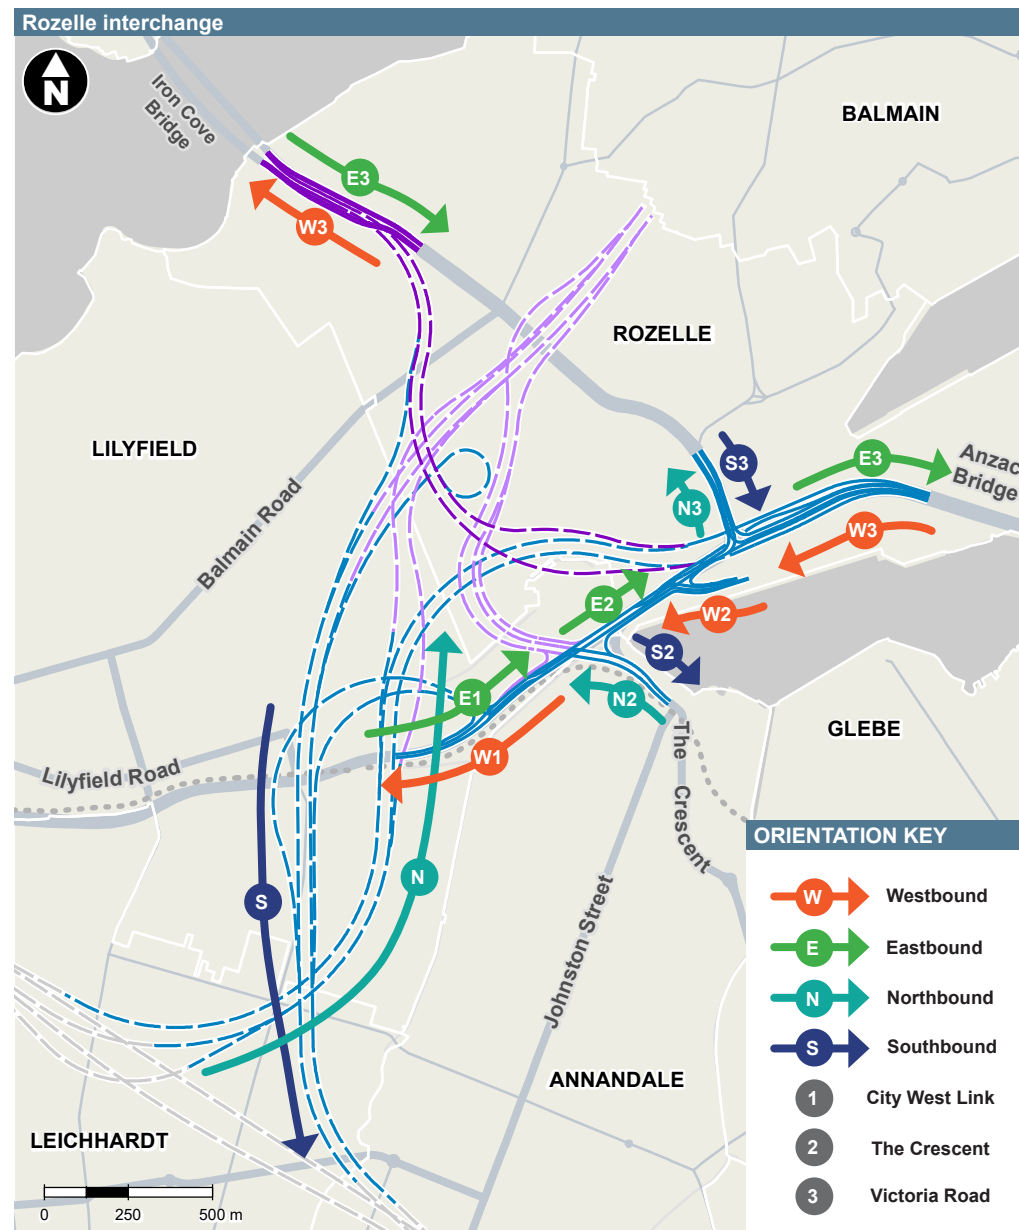 Rozelle interchange
N
Iron Cove
Bridge
BALMAIN
E3
W3
ROZELLE
LILYFIELD
S3
E3
Anzac
Bridge
N3
W3
Balmain Road
E2
W2
S2
E1
N2
GLEBE
W1
The Crescent
Lilyfield Road
N
S
Johnston Street
ANNANDALE
LEICHHARDT
0 250 500 m
ORIENTATION KEY
W Westbound
E Eastbound
N Northbound
S Southbound
1 City West Link
2 The Crescent
3 Victoria Road